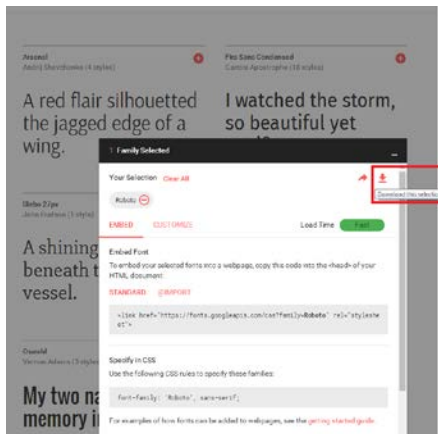 Arsenal
Fira Sans Condensed
A red flair silhouetted
the jagged edge of a
wing.
I watched the storm,
so beautiful yet
1 Family Selected
Your Selection Clear All
Download this selectio
Roboto
EMBED CUSTOMIZE Load Time Fast
Embed Font
To embed your selected fonts into a webpage, copy this code into the <head> of your
HTML document.
STANDARD @IMPORT
<link href="https://fonts.googleapis.com/css?family=Roboto" rel="styleshe
et">
A shining
beneath t
vessel.
Specify in CSS
Use the following CSS rules to specify these families:
font-family: 'Roboto', sans-serif;
For examples of how fonts can be added to webpages, see the getting started guide.
Oswald
Vernon Adams
My two na
memory i